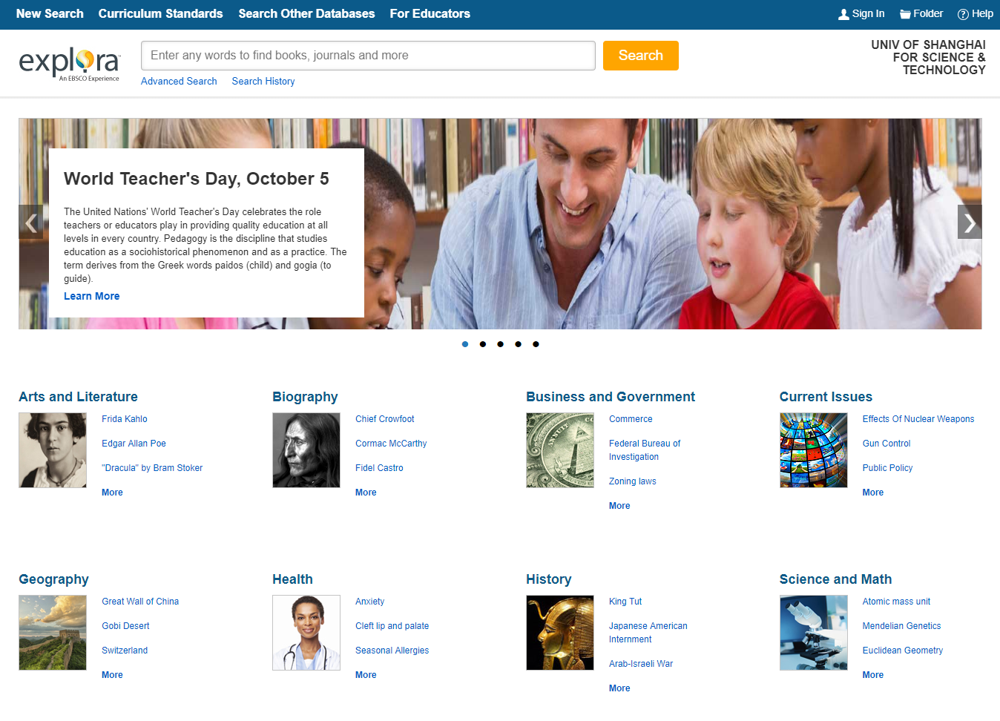 New Search Curriculum Standards Search Other Databases For Educators Sign In Folder ? Help
explora
An EBSCO Experience
Enter any words to find books, journals and more
Search
Advanced Search Search History
UNIV OF SHANGHAI
FOR SCIENCE &
TECHNOLOGY
World Teacher's Day, October 5
The United Nations' World Teacher's Day celebrates the role
teachers or educators play in providing quality education at all
levels in every country. Pedagogy is the discipline that studies
education as a sociohistorical phenomenon and as a practice. The
term derives from the Greek words paidos (child) and gogia (to
guide).
Learn More
Arts and Literature
Frida Kahlo
Edgar Allan Poe
"Dracula" by Bram Stoker
More
Biography
Chief Crowfoot
Cormac McCarthy
Fidel Castro
More
Business and Government
ANNUIT CO
Commerce
Federal Bureau of
Investigation
Zoning laws
More
Current Issues
Effects Of Nuclear Weapons
Gun Control
Public Policy
More
Geography
Great Wall of China
Gobi Desert
Switzerland
More
Health
Anxiety
Cleft lip and palate
Seasonal Allergies
More
History
King Tut
Japanese American
Internment
Arab-Israeli War
More
Science and Math
Atomic mass unit
Mendelian Genetics
Euclidean Geometry
More